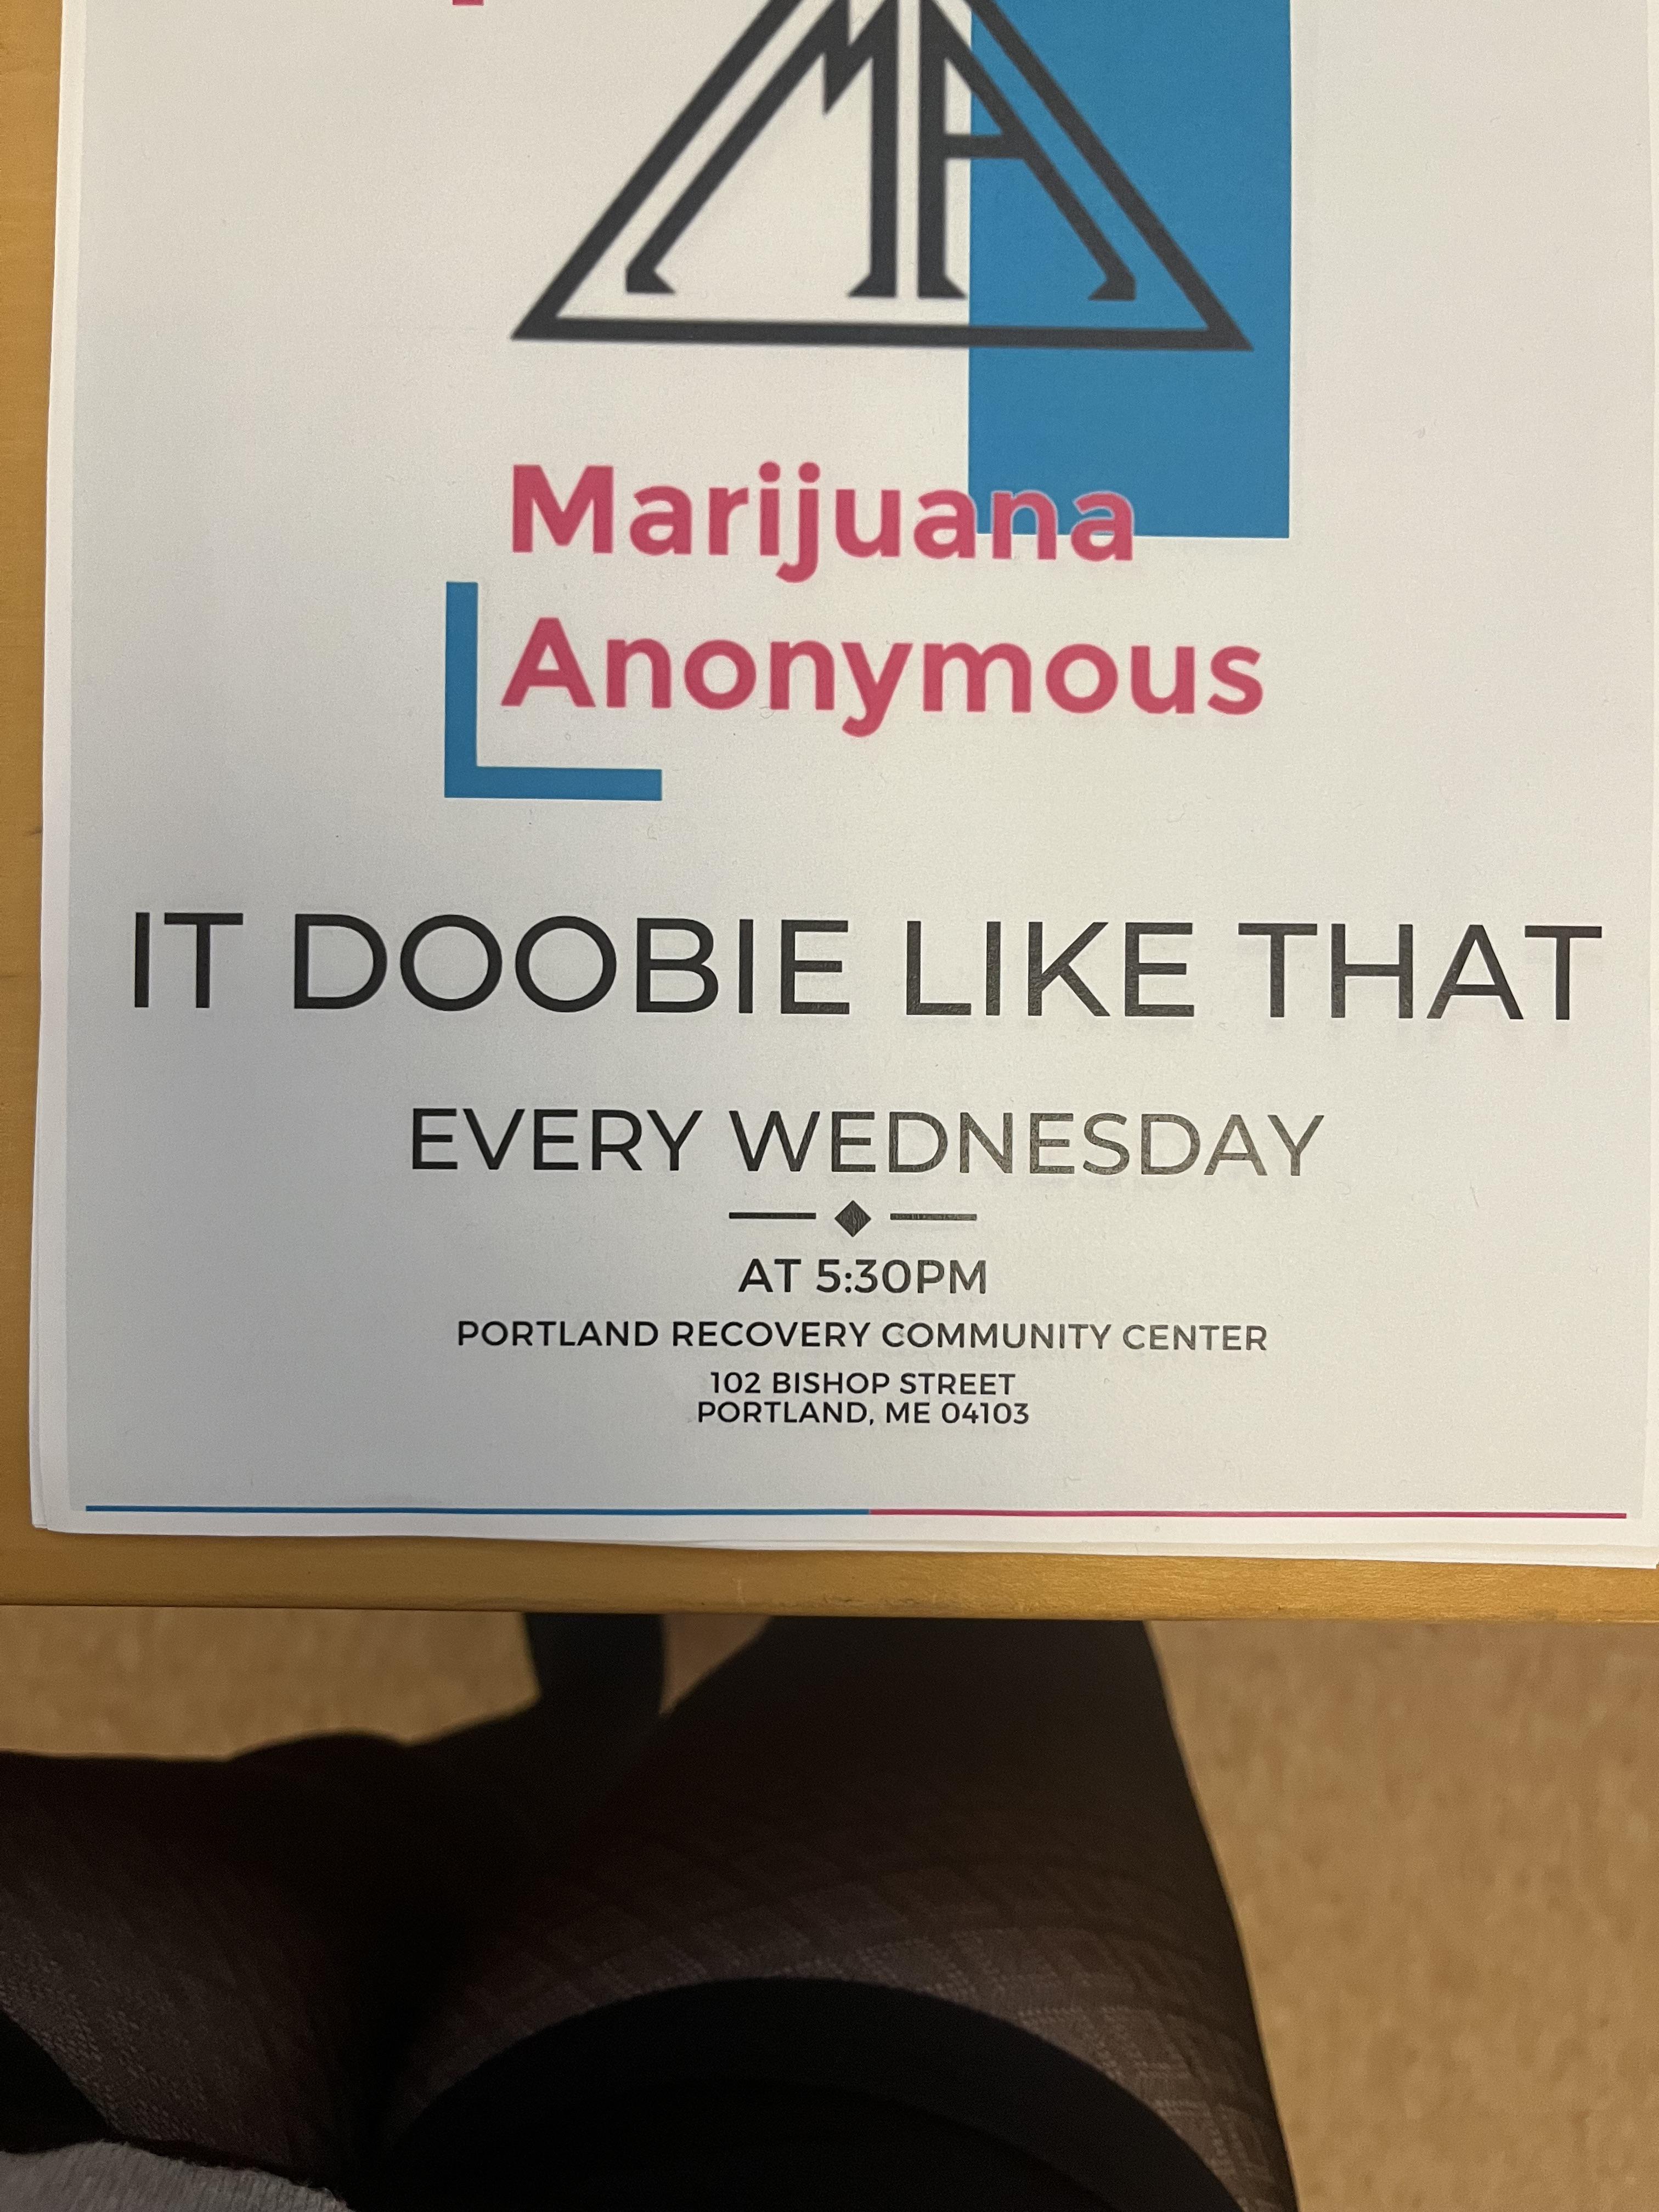 MA
Marijuana
Anonymous
IT DOOBIE LIKE THAT
EVERY WEDNESDAY
AT 5:30PM
PORTLAND RECOVERY COMMUNITY CENTER
102 BISHOP STREET
PORTLAND, ME 04103